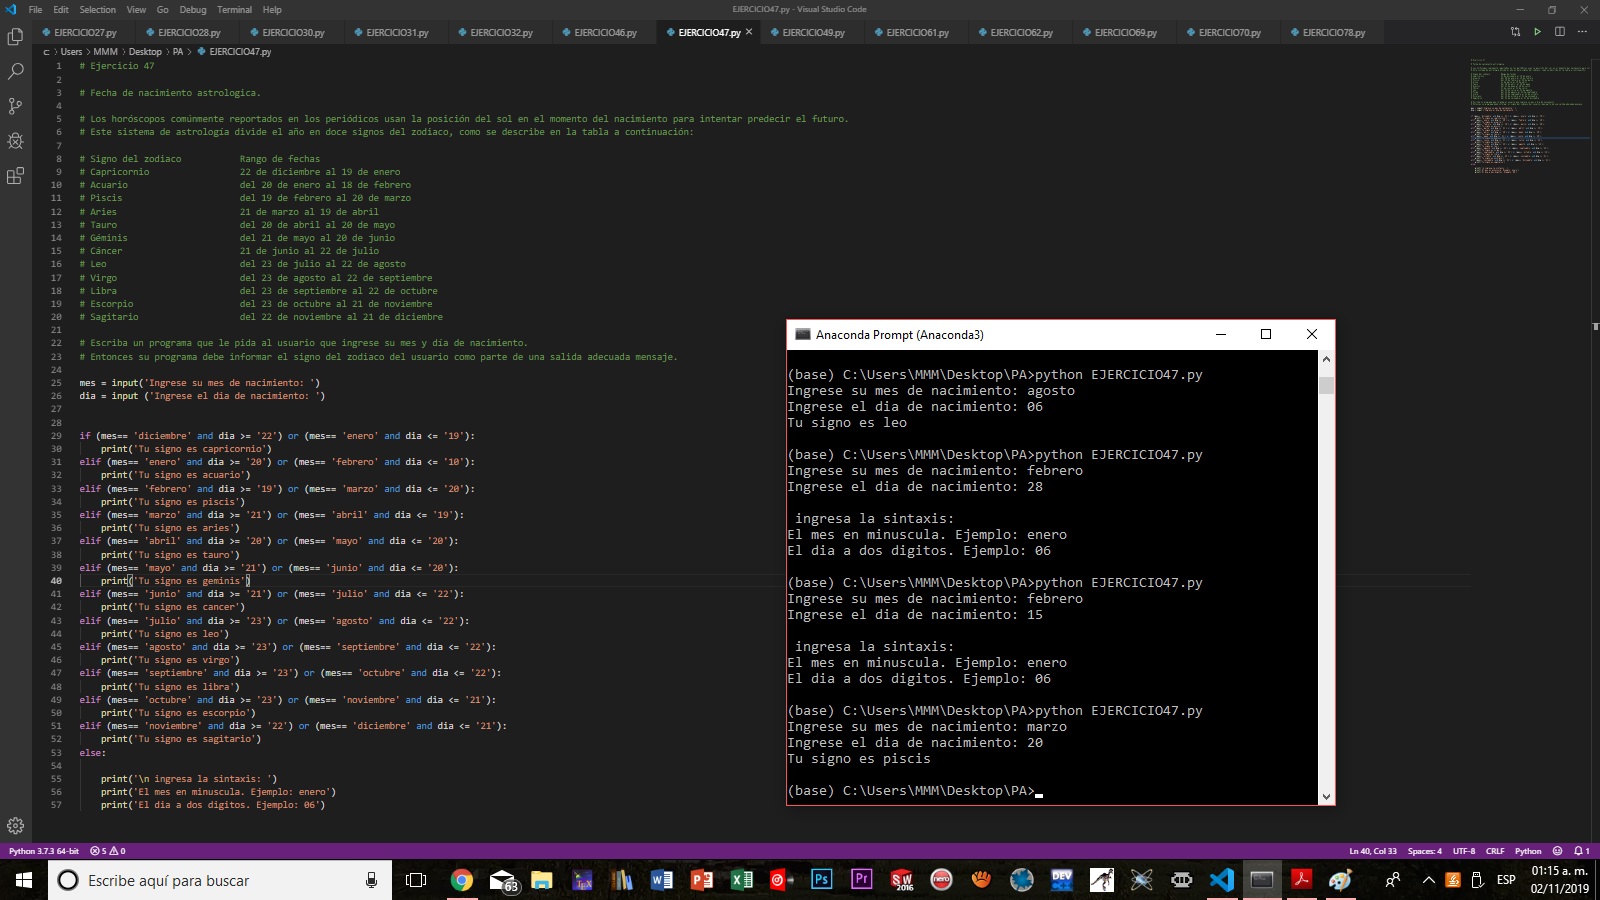 File Edit Selection View Go Debug Terminal Help
EJERCICIO47.py - Visual Studio Code
EJERCICIO27.py EJERCICIO28.py EJERCICIO30.py EJERCICIO31.py EJERCICIO32.py EJERCICIO46.py EJERCICIO47.py EJERCICIO49.py EJERCICIO61.py EJERCICIO62.py EJERCICIO69.py EJERCICIO70.py EJERCICIO78.py
C: > Users > MMM > Desktop > PA > EJERCICIO47.py
1 # Ejercicio 47
2
3 # Fecha de nacimiento astrologica.
4
5 # Los horóscopos comúnmente reportados en los periódicos usan la posición del sol en el momento del nacimiento para intentar predecir el futuro.
6 # Este sistema de astrología divide el año en doce signos del zodiaco, como se describe en la tabla a continuación:
7
8 # Signo del zodiaco Rango de fechas
9 # Capricornio 22 de diciembre al 19 de enero
10 # Acuario del 20 de enero al 18 de febrero
11 # Piscis del 19 de febrero al 20 de marzo
12 # Aries 21 de marzo al 19 de abril
13 # Tauro del 20 de abril al 20 de mayo
14 # Géminis del 21 de mayo al 20 de junio
15 # Cáncer 21 de junio al 22 de julio
16 # Leo del 23 de julio al 22 de agosto
17 # Virgo del 23 de agosto al 22 de septiembre
18 # Libra del 23 de septiembre al 22 de octubre
19 # Escorpio del 23 de octubre al 21 de noviembre
20 # Sagitario del 22 de noviembre al 21 de diciembre
21
22 # Escriba un programa que le pida al usuario que ingrese su mes y día de nacimiento.
23 # Entonces su programa debe informar el signo del zodiaco del usuario como parte de una salida adecuada mensaje.
24
25 mes = input('Ingrese su mes de nacimiento: ')
26 dia = input ('Ingrese el dia de nacimiento: ')
27
28
29 if (mes== 'diciembre' and dia >= '22') or (mes== 'enero' and dia <= '19'):
30 print('Tu signo es capricornio')
31 elif (mes== 'enero' and dia >= '20') or (mes== 'febrero' and dia <= '10'):
32 print('Tu signo es acuario')
33 elif (mes== 'febrero' and dia >= '19') or (mes== 'marzo' and dia <= '20'):
34 print('Tu signo es piscis')
35 elif (mes== 'marzo' and dia >= '21') or (mes== 'abril' and dia <= '19'):
36 print('Tu signo es aries')
37 elif (mes== 'abril' and dia >= '20') or (mes== 'mayo' and dia <= '20'):
38 print('Tu signo es tauro')
39 elif (mes== 'mayo' and dia >= '21') or (mes== 'junio' and dia <= '20'):
40 print('Tu signo es geminis')
41 elif (mes== 'junio' and dia >= '21') or (mes== 'julio' and dia <= '22'):
42 print('Tu signo es cancer')
43 elif (mes== 'julio' and dia >= '23') or (mes== 'agosto' and dia <= '22'):
44 print('Tu signo es leo')
45 elif (mes== 'agosto' and dia >= '23') or (mes== 'septiembre' and dia <= '22'):
46 print('Tu signo es virgo')
47 elif (mes== 'septiembre' and dia >= '23') or (mes== 'octubre' and dia <= '22'):
48 print('Tu signo es libra')
49 elif (mes== 'octubre' and dia >= '23') or (mes== 'noviembre' and dia <= '21'):
50 print('Tu signo es escorpio')
51 elif (mes== 'noviembre' and dia >= '22') or (mes== 'diciembre' and dia <= '21'):
52 print('Tu signo es sagitario')
53 else:
54
55 print('\n ingresa la sintaxis: ')
56 print('El mes en minuscula. Ejemplo: enero')
57 print('El dia a dos digitos. Ejemplo: 06')
Anaconda Prompt (Anaconda3)
(base) C:\Users\MMM\Desktop\PA>python EJERCICIO47.py
Ingrese su mes de nacimiento: agosto
Ingrese el dia de nacimiento: 06
Tu signo es leo
(base) C:\Users\MMM\Desktop\PA>python EJERCICIO47.py
Ingrese su mes de nacimiento: febrero
Ingrese el dia de nacimiento: 28
ingresa la sintaxis:
El mes en minuscula. Ejemplo: enero
El dia a dos digitos. Ejemplo: 06
(base) C:\Users\MMM\Desktop\PA>python EJERCICIO47.py
Ingrese su mes de nacimiento: febrero
Ingrese el dia de nacimiento: 15
ingresa la sintaxis:
El mes en minuscula. Ejemplo: enero
El dia a dos digitos. Ejemplo: 06
(base) C:\Users\MMM\Desktop\PA>python EJERCICIO47.py
Ingrese su mes de nacimiento: marzo
Ingrese el dia de nacimiento: 20
Tu signo es piscis
(base) C:\Users\MMM\Desktop\PA>
Python 3.7.3 64-bit 5 0 Ln 40, Col 33 Spaces: 4 UTF-8 CRLF Python 1
Escribe aquí para buscar
63
Ps Pr SW 2016 nero DEV
ESP
01:15 a. m.
02/11/2019